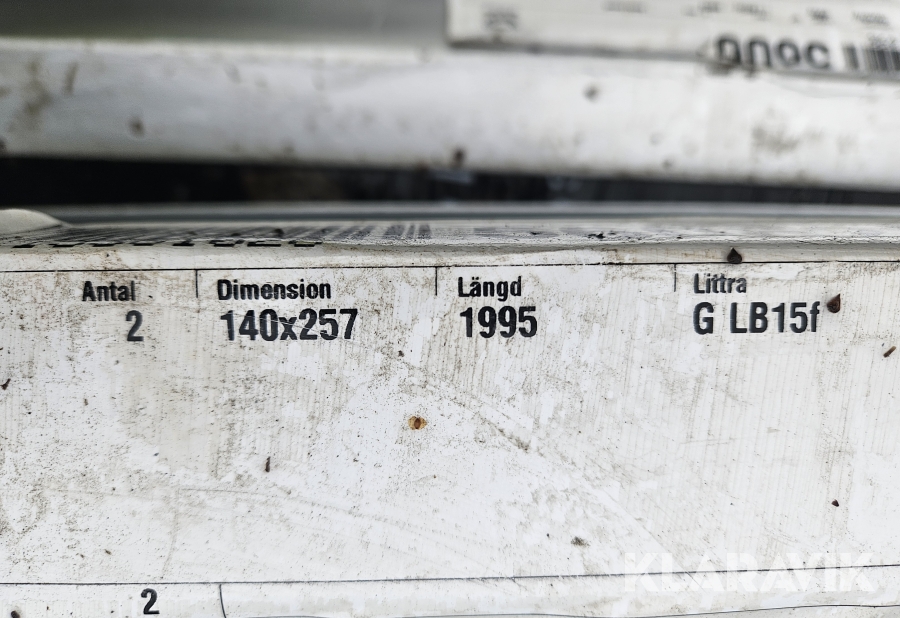 Antal Dimension Längd Littra
2 140x257 1995 G LB15f
2
KLARAVIK